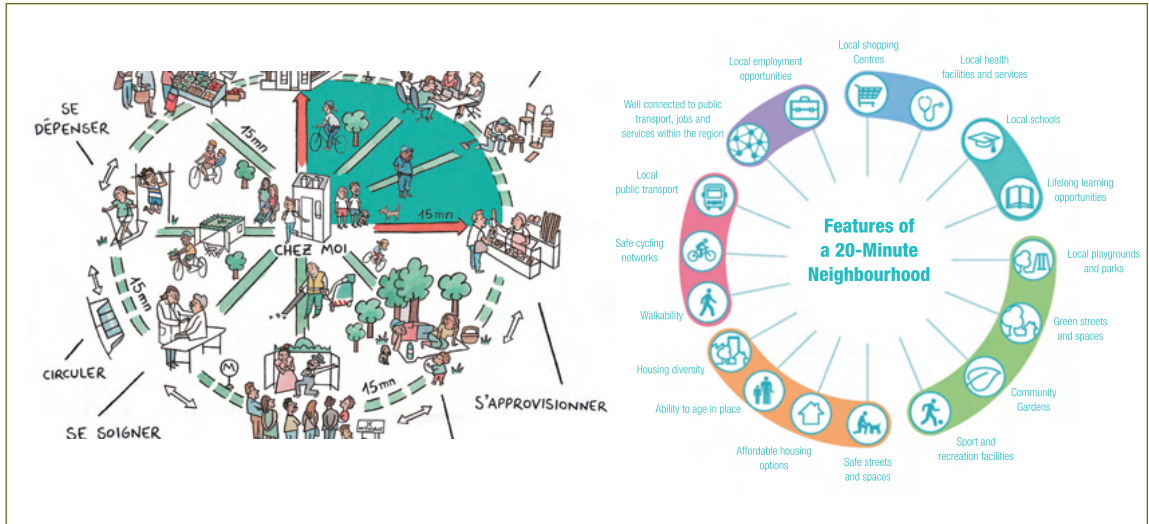 SE
DÉPENSER
15mn
15mn
CHEZ MOI
15mn
CIRCULER
M
15mn
S'APPROVISIONNER
SE SOIGNER
Local shopping
Centres
Local health
facilities and services
Local schools
Lifelong learning
opportunities
Local playgrounds
and parks
Green streets
and spaces
Community
Gardens
Sport and
recreation facilities
Safe streets
and spaces
Affordable housing
options
Ability to age in place
Housing diversity
Walkability
Safe cycling
networks
Local
public transport
Well connected to public
transport, jobs and
services within the region
Local employment
opportunities
Features of
a 20-Minute
Neighbourhood